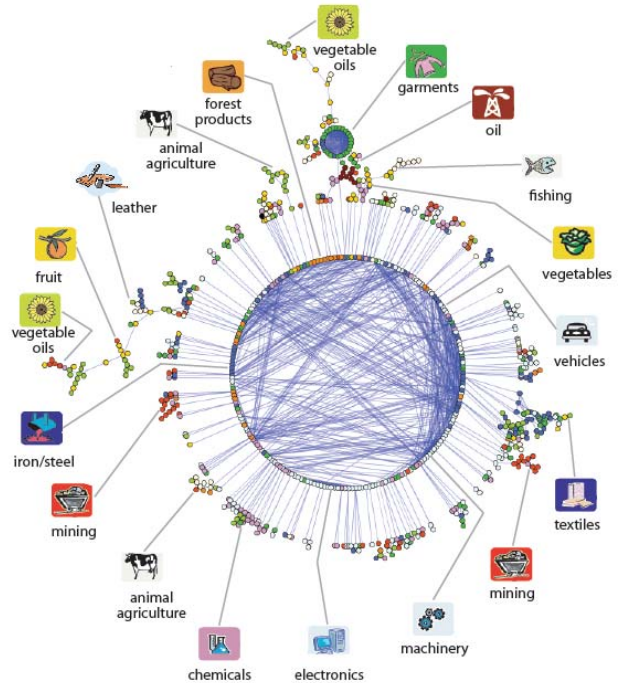 vegetable
oils
garments
forest
products
oil
animal
agriculture
fishing
leather
fruit
vegetables
vegetable
oils
vehicles
iron/steel
mining
textiles
mining
animal
agriculture
machinery
chemicals
electronics